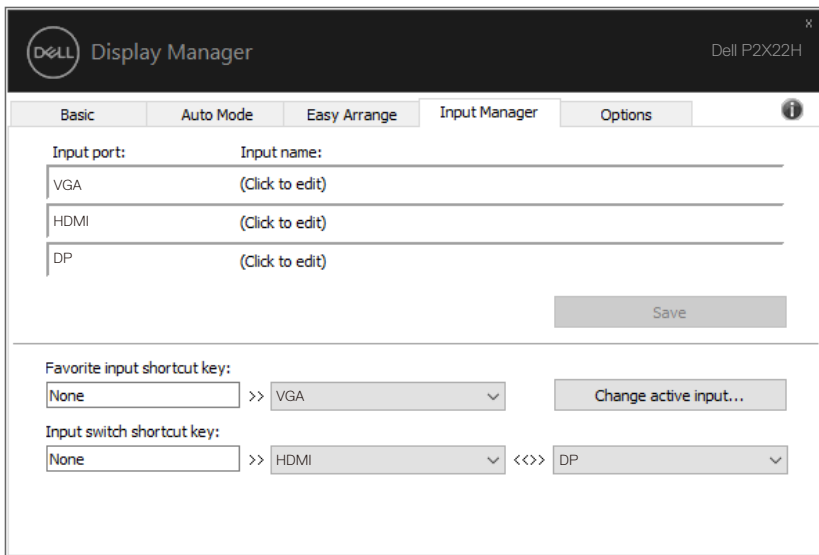 x
DELL Display Manager Dell P2X22H
Basic Auto Mode Easy Arrange Input Manager Options i
Input port: Input name:
VGA (Click to edit)
HDMI (Click to edit)
DP (Click to edit)
Save
Favorite input shortcut key:
None >> VGA Change active input...
Input switch shortcut key:
None >> HDMI <<>> DP